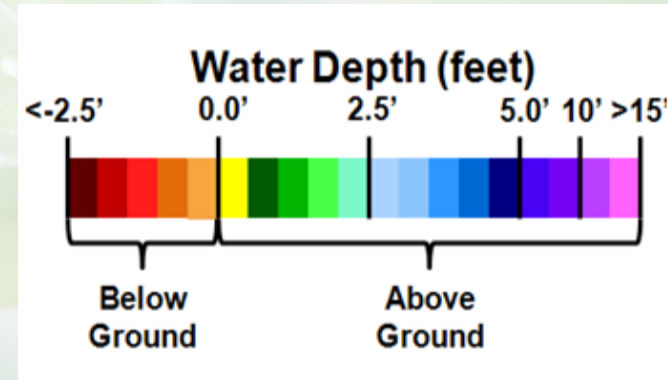 Water Depth (feet)
<-2.5' 0.0' 2.5' 5.0' 10' >15'
Below Above
Ground Ground